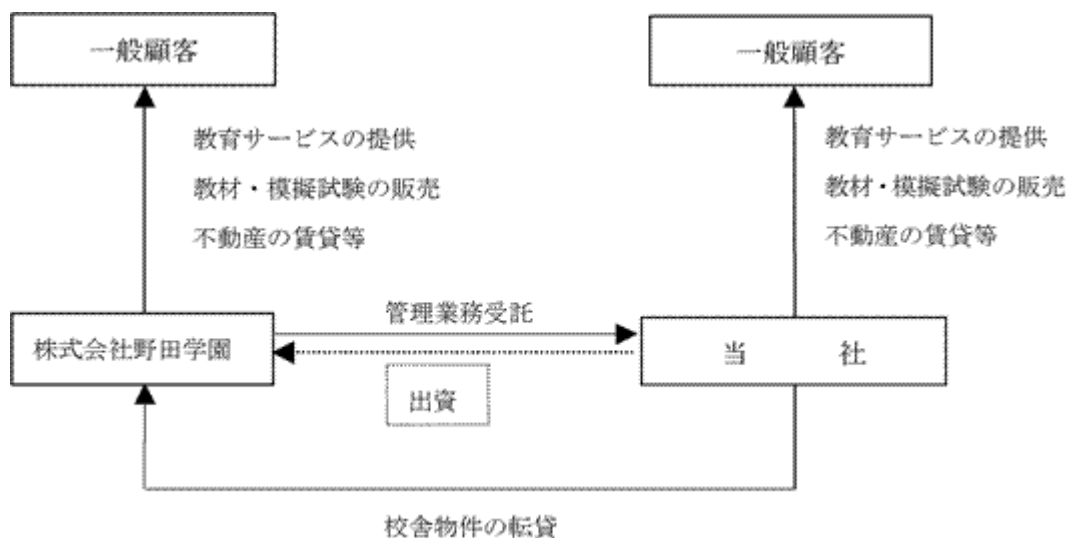 一般顧客
一般顧客
教育サービスの提供
教材・模擬試験の販売
不動産の賃貸等
教育サービスの提供
教材・模擬試験の販売
不動産の賃貸等
管理業務受託
株式会社野田学園
当 社
出資
校舎物件の転貸